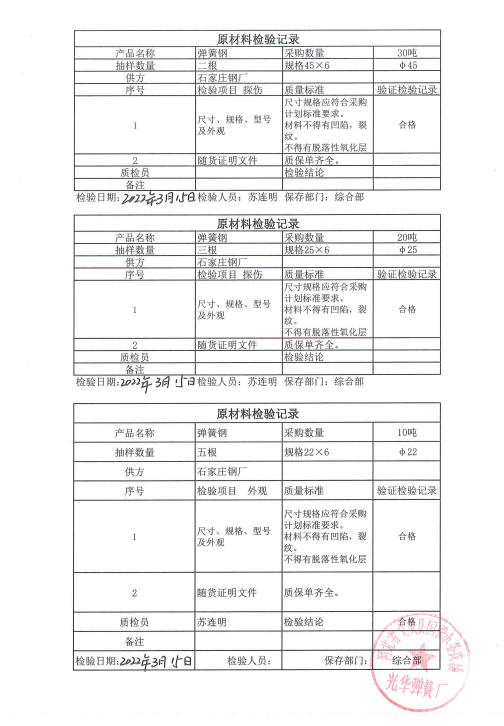 原材料检验记录
产品名称 弹簧钢 采购数量 30吨
抽样数量 二根 规格45×6 φ45
供方 石家庄钢厂
序号 检验项目 探伤 质量标准 验证检验记录
1 尺寸、规格、型号及外观 尺寸规格应符合采购计划标准要求。材料不得有凹陷，裂纹。不得有脱落性氧化层 合格
2 随货证明文件 质保单齐全。
质检员 检验结论
备注
检验日期：2022年3月15日 检验人员：苏连明 保存部门：综合部
原材料检验记录
产品名称 弹簧钢 采购数量 20吨
抽样数量 三根 规格25×6 φ25
供方 石家庄钢厂
序号 检验项目 探伤 质量标准 验证检验记录
1 尺寸、规格、型号及外观 尺寸规格应符合采购计划标准要求。材料不得有凹陷，裂纹。不得有脱落性氧化层 合格
2 随货证明文件 质保单齐全。
质检员 检验结论
备注
检验日期：2022年3月15日 检验人员：苏连明 保存部门：综合部
原材料检验记录
产品名称 弹簧钢 采购数量 10吨
抽样数量 五根 规格22×6 φ22
供方 石家庄钢厂
序号 检验项目 外观 质量标准 验证检验记录
1 尺寸、规格、型号及外观 尺寸规格应符合采购计划标准要求。材料不得有凹陷，裂纹。不得有脱落性氧化层 合格
2 随货证明文件 质保单齐全。
质检员 苏连明 检验结论 合格
备注
检验日期：2022年3月15日 检验人员： 保存部门： 综合部
光华弹簧厂